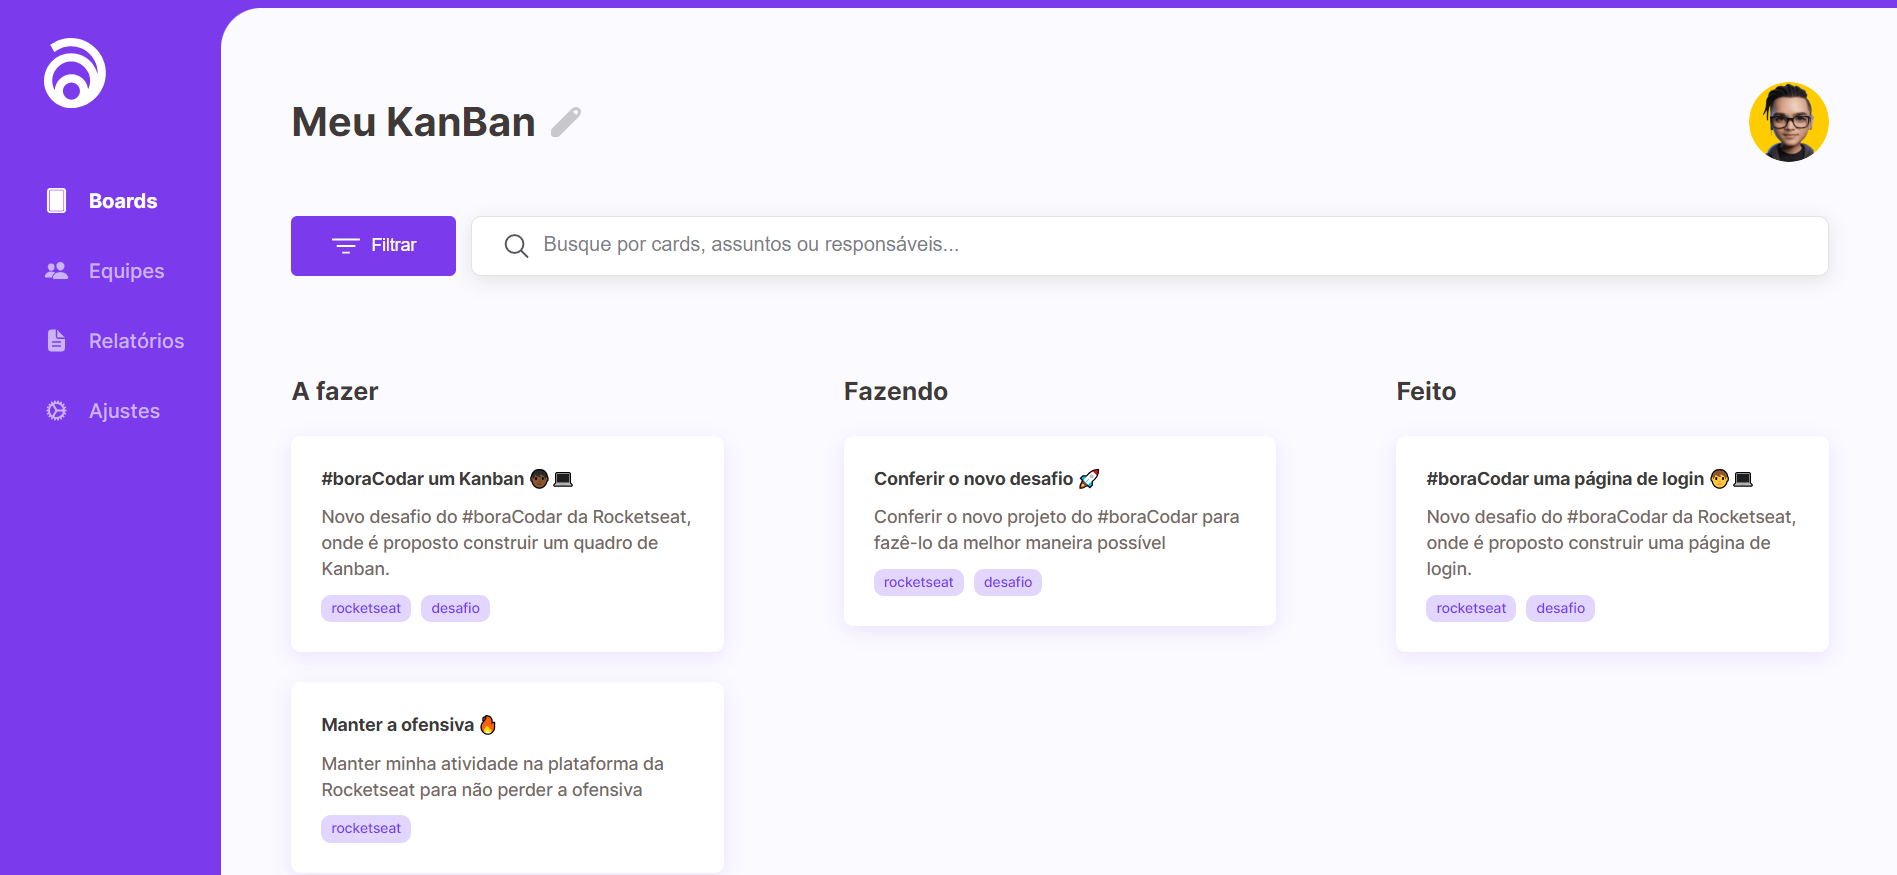 Boards
Equipes
Relatórios
Ajustes
Meu KanBan
Filtrar
Busque por cards, assuntos ou responsáveis...
A fazer
#boraCodar um Kanban 🧑🏿‍💻
Novo desafio do #boraCodar da Rocketseat,
onde é proposto construir um quadro de
Kanban.
rocketseat desafio
Manter a ofensiva 🔥
Manter minha atividade na plataforma da
Rocketseat para não perder a ofensiva
rocketseat
Fazendo
Conferir o novo desafio 🚀
Conferir o novo projeto do #boraCodar para
fazê-lo da melhor maneira possível
rocketseat desafio
Feito
#boraCodar uma página de login 🧑‍💻
Novo desafio do #boraCodar da Rocketseat,
onde é proposto construir uma página de
login.
rocketseat desafio